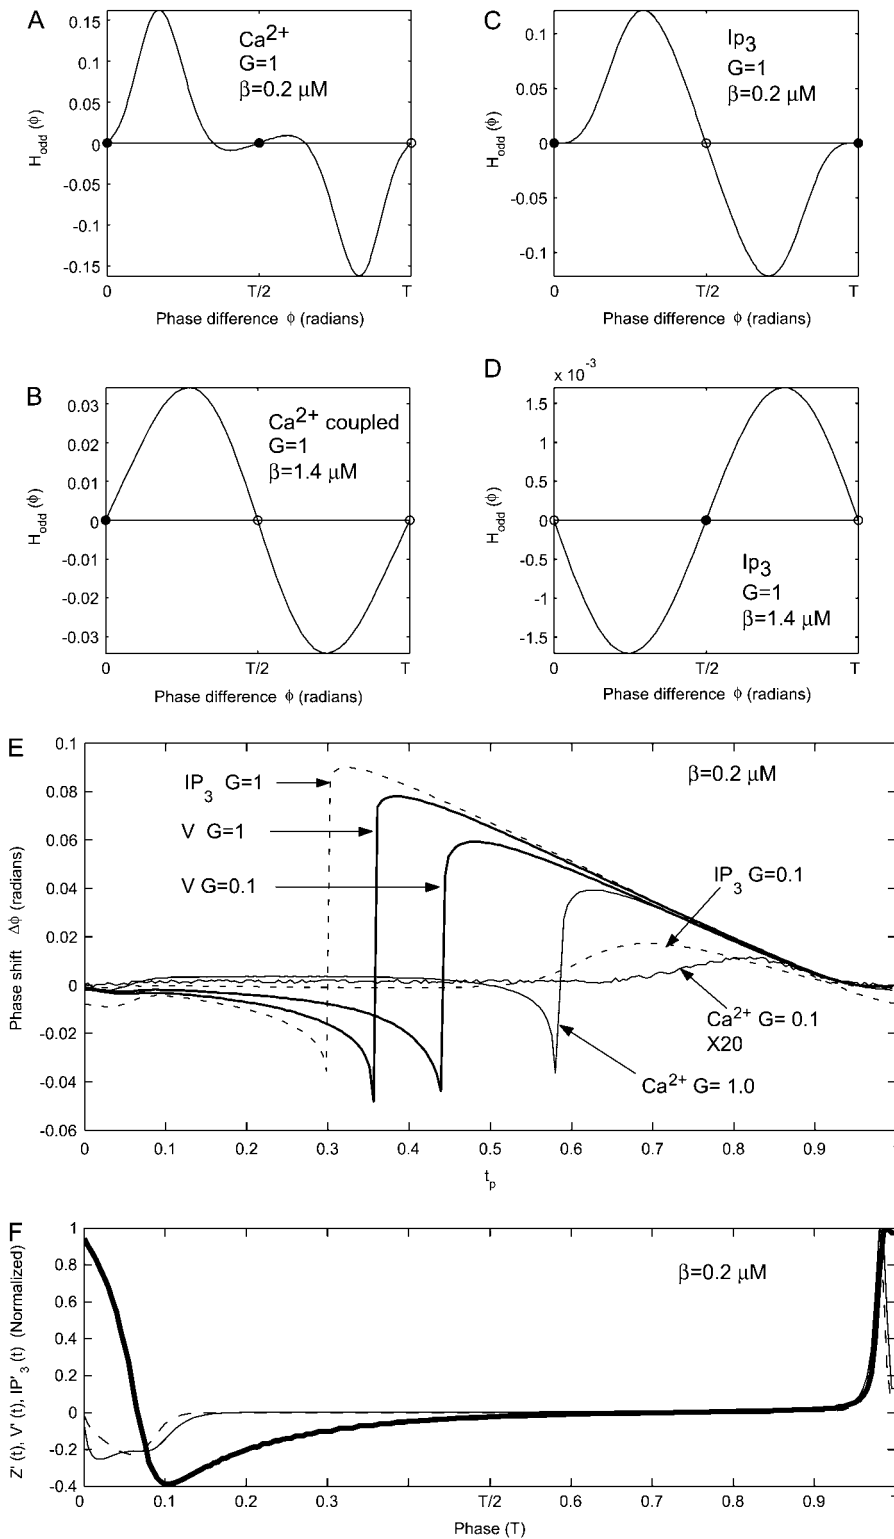 A
0.15
0.1
0.05
0
-0.05
-0.1
-0.15
H_odd (ϕ)
Ca2+
G=1
β=0.2 μM
0
T/2
T
Phase difference ϕ (radians)
C
0.1
0.05
0
-0.05
-0.1
H_odd (ϕ)
Ip3
G=1
β=0.2 μM
0
T/2
T
Phase difference ϕ (radians)
B
0.03
0.02
0.01
0
-0.01
-0.02
-0.03
H_odd (ϕ)
Ca2+ coupled
G=1
β=1.4 μM
0
T/2
T
Phase difference ϕ (radians)
D
x 10-3
1.5
1
0.5
0
-0.5
-1
-1.5
H_odd (ϕ)
Ip3
G=1
β=1.4 μM
0
T/2
T
Phase difference ϕ (radians)
E
0.1
0.08
0.06
0.04
0.02
0
-0.02
-0.04
-0.06
Phase shift Δϕ (radians)
β=0.2 μM
IP3 G=1
V G=1
V G=0.1
IP3 G=0.1
Ca2+ G= 0.1
X20
Ca2+ G= 1.0
0
0.1
0.2
0.3
0.4
0.5
0.6
0.7
0.8
0.9
tp
F
1
0.8
0.6
0.4
0.2
0
-0.2
-0.4
Z'(t), V'(t), IP'3(t) (Normalized)
β=0.2 μM
0
0.1
0.2
0.3
T/2
0.6
0.7
0.8
0.9
Phase (T)